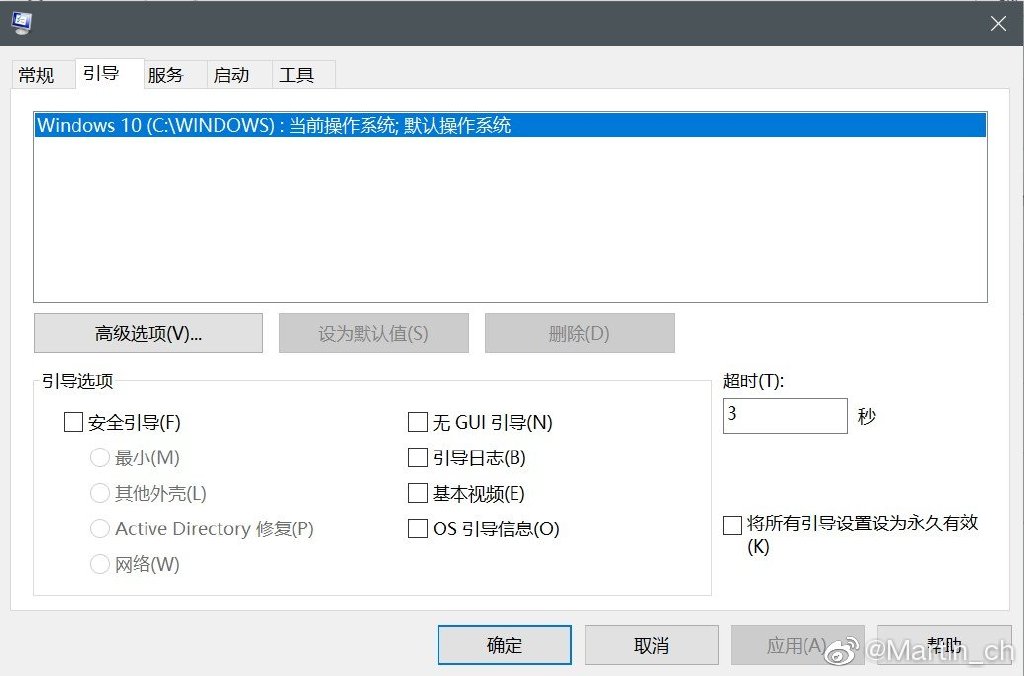 常规
引导
服务
启动
工具
Windows 10 (C:\WINDOWS) : 当前操作系统; 默认操作系统
高级选项(V)...
设为默认值(S)
删除(D)
引导选项
安全引导(F)
最小(M)
其他外壳(L)
Active Directory 修复(P)
网络(W)
无 GUI 引导(N)
引导日志(B)
基本视频(E)
OS 引导信息(O)
超时(T):
3
秒
将所有引导设置设为永久有效
(K)
确定
取消
应用(A)
帮助
@Martin_ch